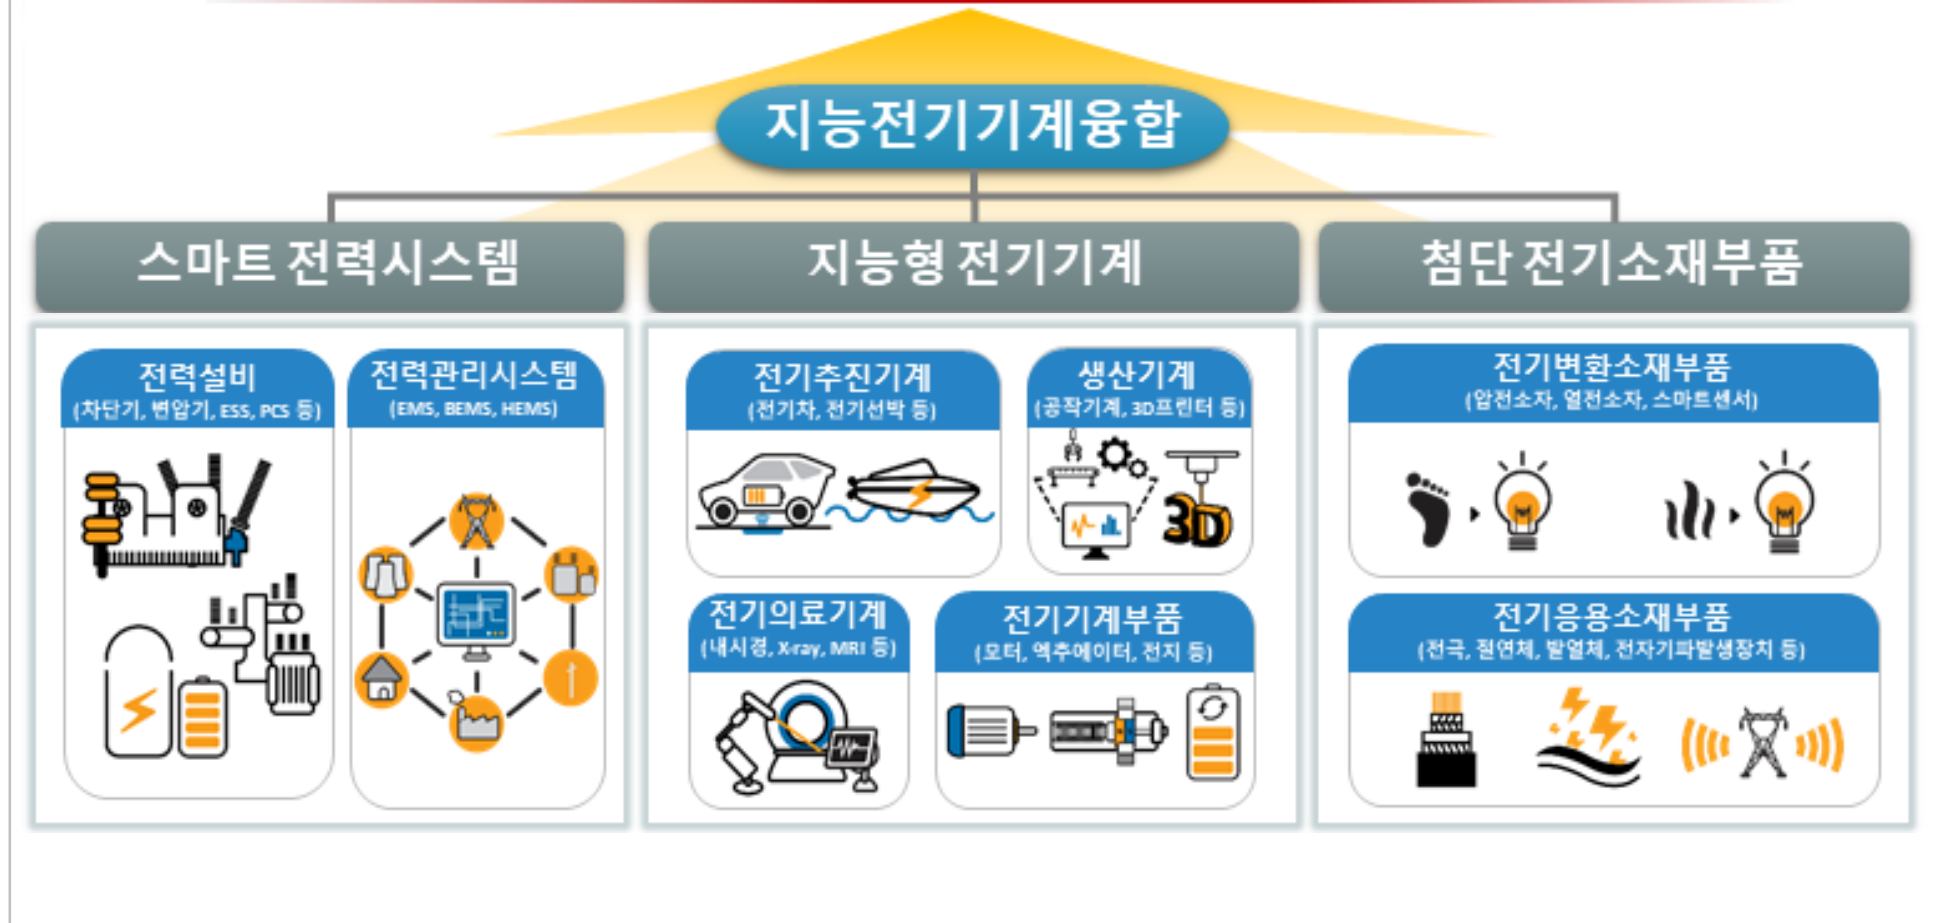 지능전기기계융합
스마트 전력시스템
전력설비
(차단기, 변압기, ESS, PCS 등)
전력관리시스템
(EMS, BEMS, HEMS)
지능형 전기기계
전기추진기계
(전기차, 전기선박 등)
생산기계
(공작기계, 3D프린터 등)
3D
전기의료기계
(내시경, X-ray, MRI 등)
전기기계부품
(모터, 엑추에이터, 전지 등)
첨단 전기소재부품
전기변환소재부품
(압전소자, 열전소자, 스마트센서)
전기응용소재부품
(전극, 절연체, 발열체, 전자기파발생장치 등)